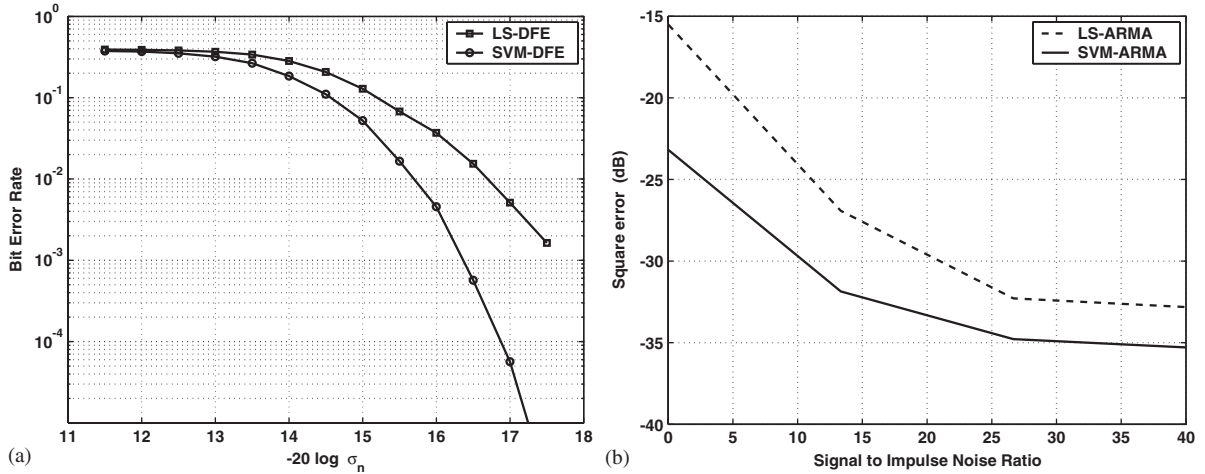 10^0
10^-1
10^-2
10^-3
10^-4
Bit Error Rate
LS-DFE
SVM-DFE
11 12 13 14 15 16 17 18
-20 log σ_n
(a)
-15
-20
-25
-30
-35
-40
Square error (dB)
LS-ARMA
SVM-ARMA
0 5 10 15 20 25 30 35 40
Signal to Impulse Noise Ratio
(b)